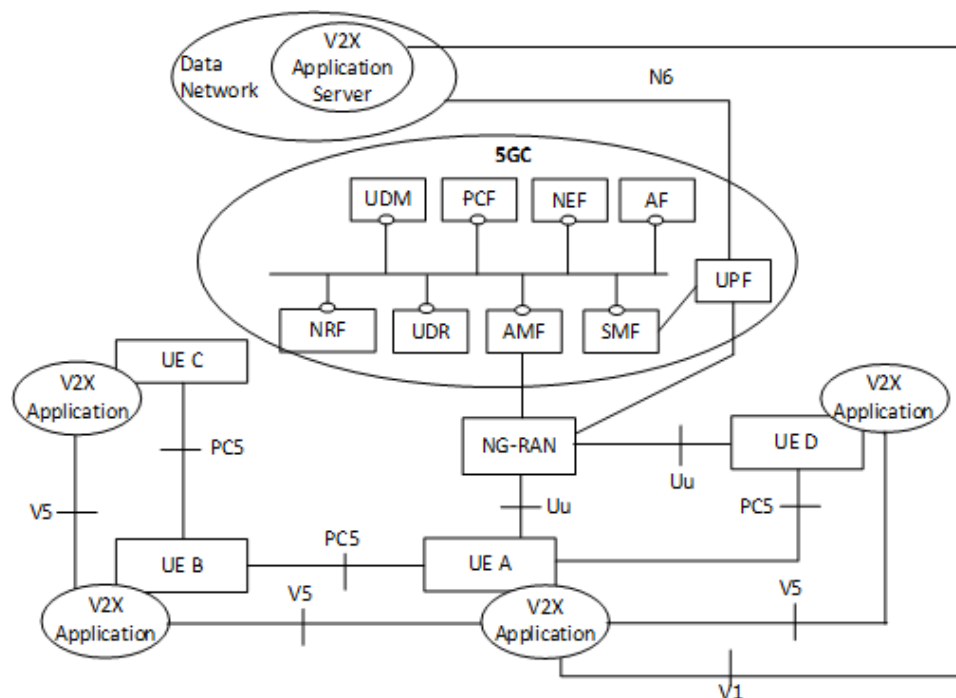 V2X
Application
Server
Data
Network
N6
5GC
UDM
PCF
NEF
AF
UPF
NRF
UDR
AMF
SMF
UE C
V2X
Application
V2X
Application
NG-RAN
UE D
PC5
Uu
Uu
PC5
V5
PC5
UE B
UE A
V5
V5
V2X
Application
V2X
Application
V1